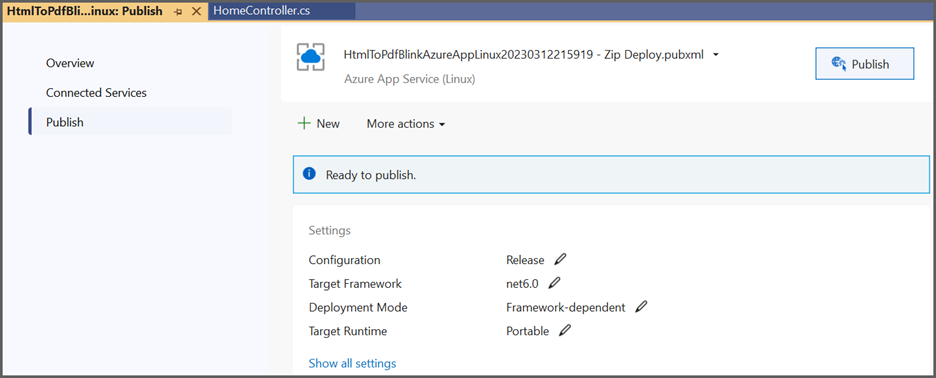 HtmlToPdfBli...inux: Publish
HomeController.cs
Overview
Connected Services
Publish
HtmlToPdfBlinkAzureAppLinux20230312215919 - Zip Deploy.pubxml
Azure App Service (Linux)
Publish
New
More actions
Ready to publish.
Settings
Configuration Release
Target Framework net6.0
Deployment Mode Framework-dependent
Target Runtime Portable
Show all settings